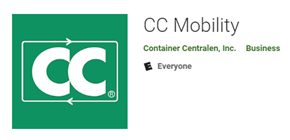 CC Mobility
CC®
Container Centralen, Inc. Business
E Everyone